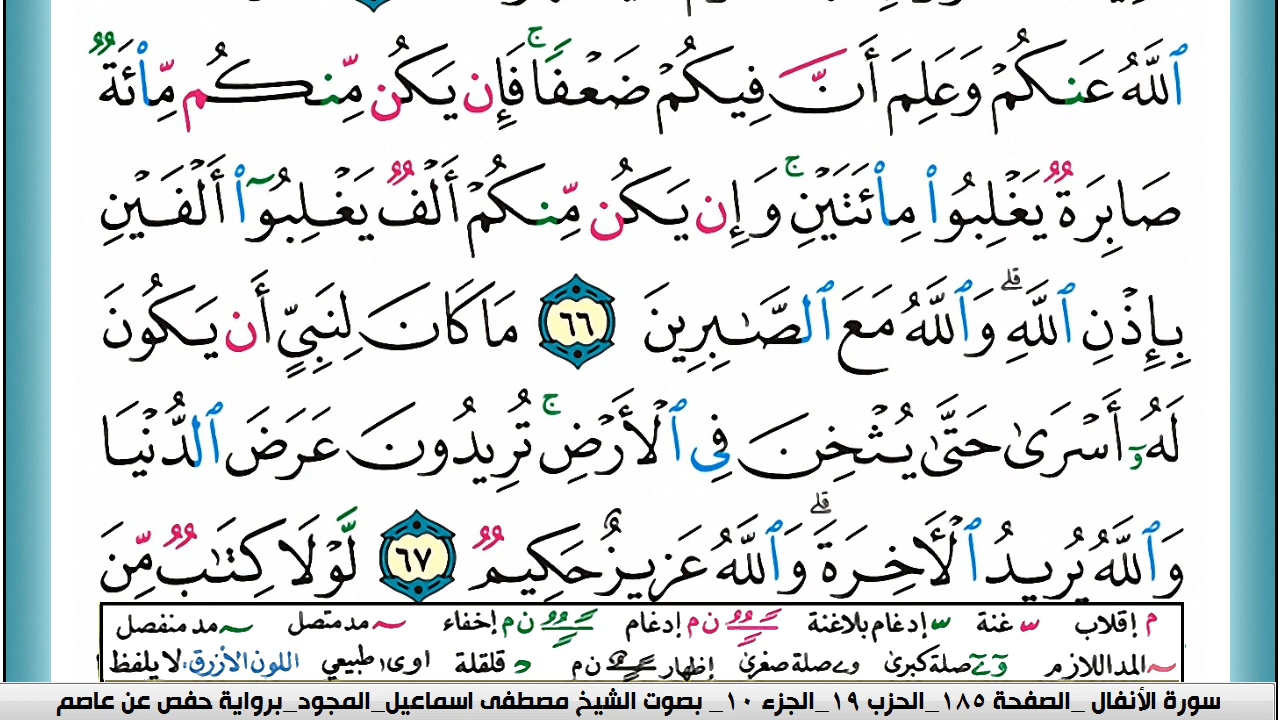 ٱللَّهُ عَنكُمۡ وَعَلِمَ أَنَّ فِيكُمۡ ضَعۡفٗاۚ فَإِن يَكُن مِّنكُم مِّاْئَةٞ
صَابِرَةٞ يَغۡلِبُواْ مِاْئَتَيۡنِۚ وَإِن يَكُن مِّنكُمۡ أَلۡفٞ يَغۡلِبُوٓاْ أَلۡفَيۡنِ
بِإِذۡنِ ٱللَّهِۗ وَٱللَّهُ مَعَ ٱلصَّٰبِرِينَ ٦٦ مَا كَانَ لِنَبِيٍّ أَن يَكُونَ
لَهُۥٓ أَسۡرَىٰ حَتَّىٰ يُثۡخِنَ فِي ٱلۡأَرۡضِۚ تُرِيدُونَ عَرَضَ ٱلدُّنۡيَا
وَٱللَّهُ يُرِيدُ ٱلۡأٓخِرَةَۗ وَٱللَّهُ عَزِيزٌ حَكِيمٞ ٦٧ لَّوۡلَا كِتَٰبٞ مِّنَ
م إقلاب غنة إدغام بلاغنة ن م إدغام ن م إخفاء مد متصل مد منفصل
المد اللازم صلة كبرى صلة صغرى إظهار ن م قلقلة اوى طبيعي اللون الأزرق لا يلفظ
سورة الأنفال _الصفحة ١٨٥_الحزب ١٩_الجزء ١٠_ بصوت الشيخ مصطفى اسماعيل_المجود_برواية حفص عن عاصم